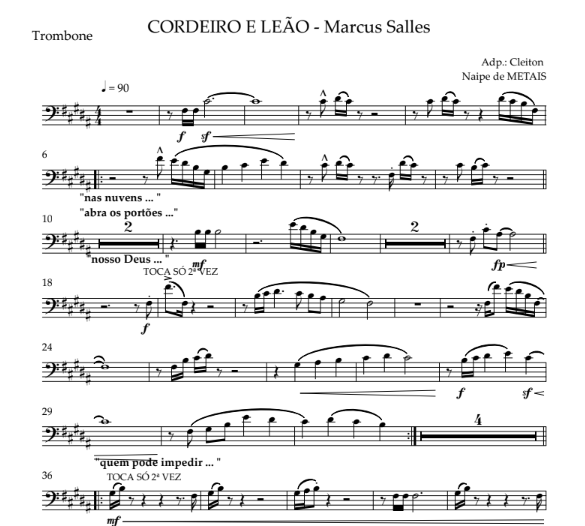 CORDEIRO E LEÃO - Marcus Salles
Trombone
Adp.: Cleiton
Naipe de METAIS
♩ = 90
4
4
f sf
6
"nas nuvens ... "
"abra os portões ..."
10
2
2
mf
fp
"nosso Deus ... "
TOCA SÓ 2ª VEZ
18
f
24
f sf
29
4
"quem pode impedir ... "
36
TOCA SÓ 2ª VEZ
mf